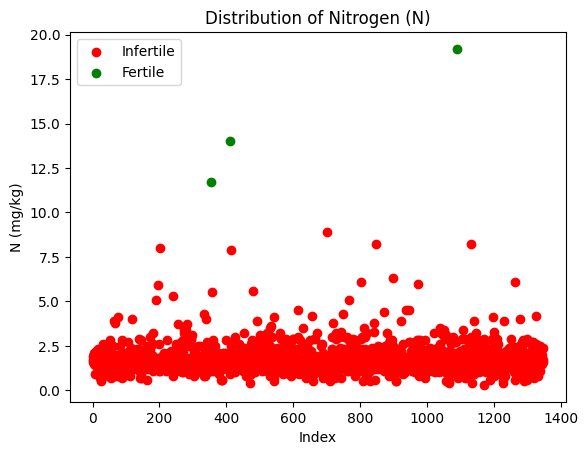 Distribution of Nitrogen (N)
Infertile
Fertile
N (mg/kg)
20.0
17.5
15.0
12.5
10.0
7.5
5.0
2.5
0.0
0 200 400 600 800 1000 1200 1400
Index